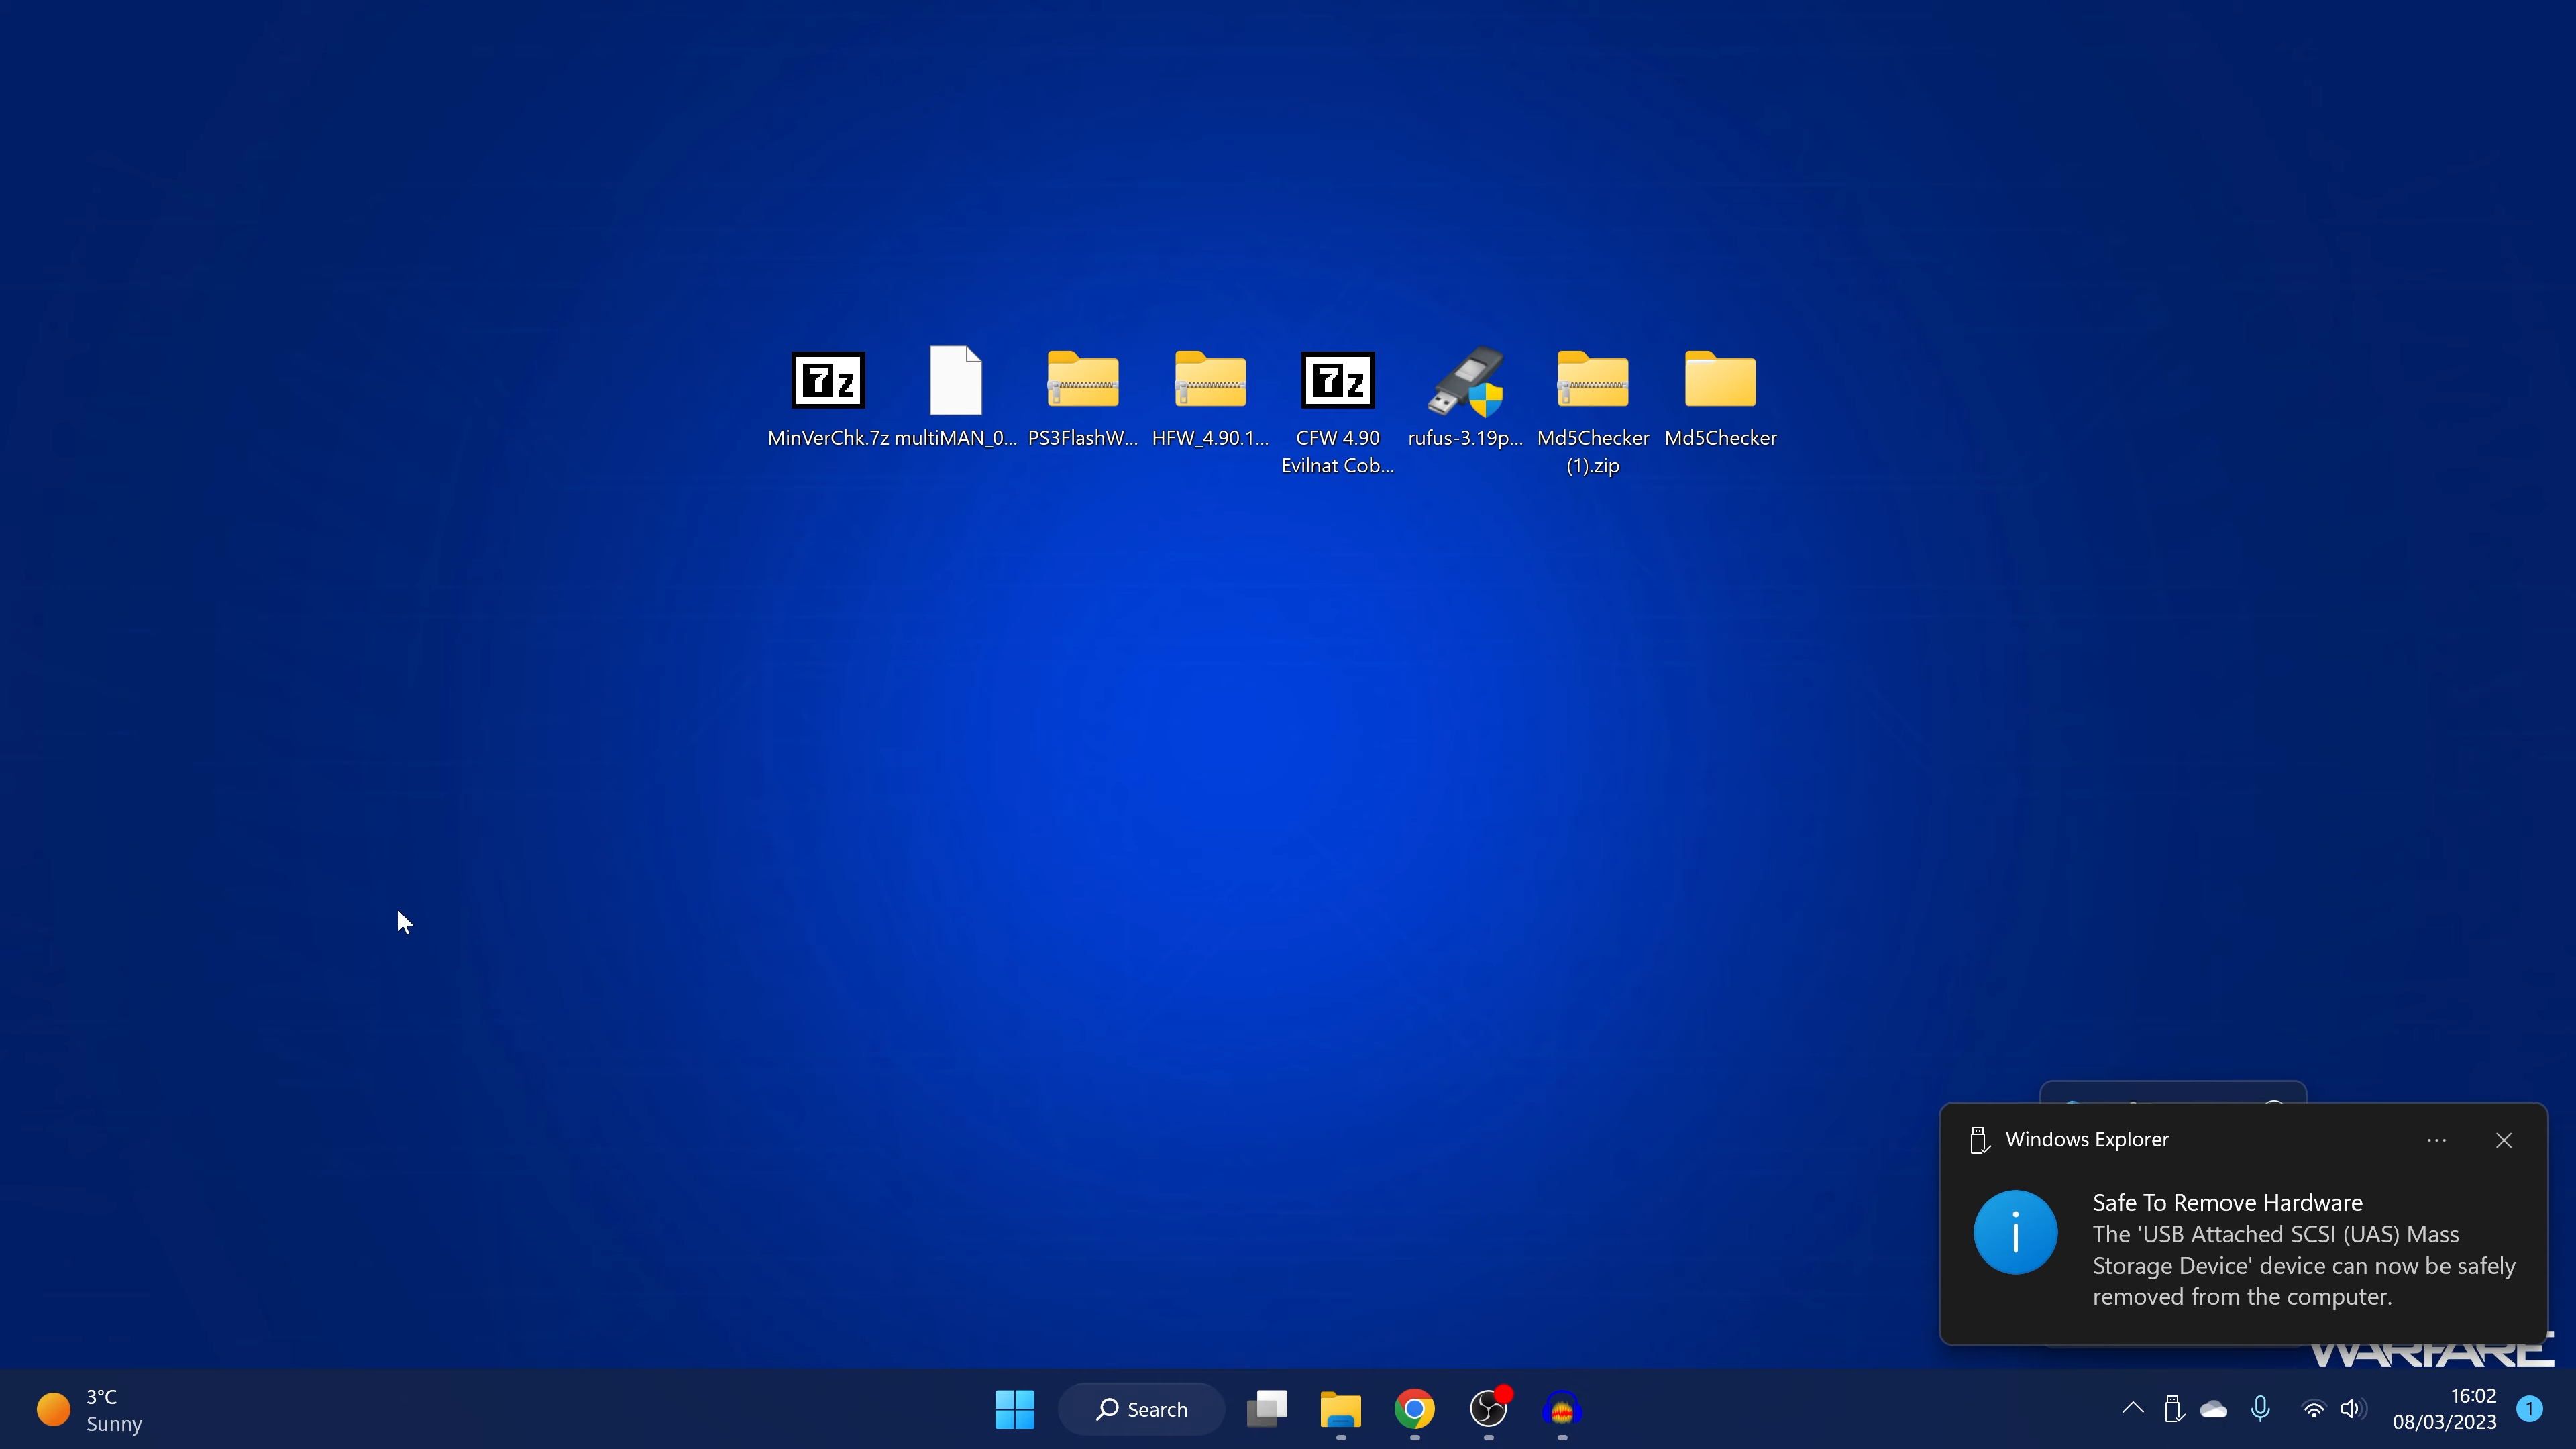 MinVerChk.7z
multiMAN_0...
PS3FlashW...
HFW_4.90.1...
CFW 4.90
Evilnat Cob...
rufus-3.19p...
Md5Checker
(1).zip
Md5Checker
Windows Explorer
Safe To Remove Hardware
The 'USB Attached SCSI (UAS) Mass
Storage Device' device can now be safely
removed from the computer.
WARFARE
3°C
Sunny
Search
16:02
08/03/2023
1